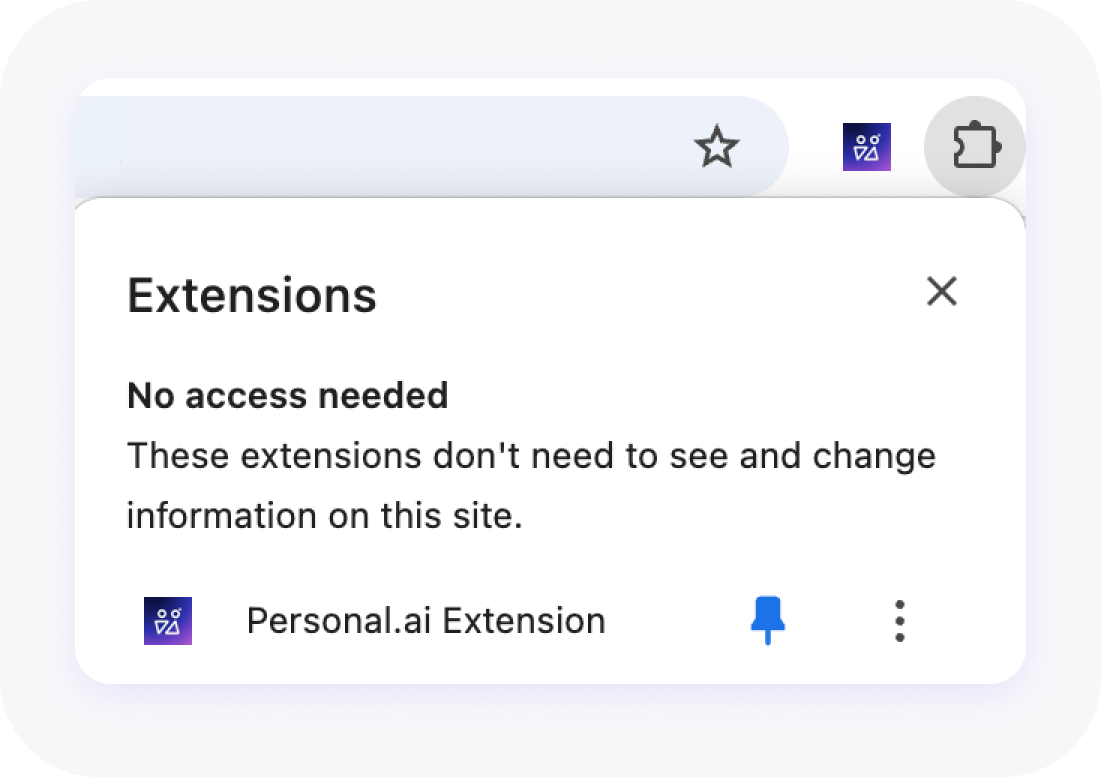 Extensions
No access needed
These extensions don't need to see and change
information on this site.
Personal.ai Extension